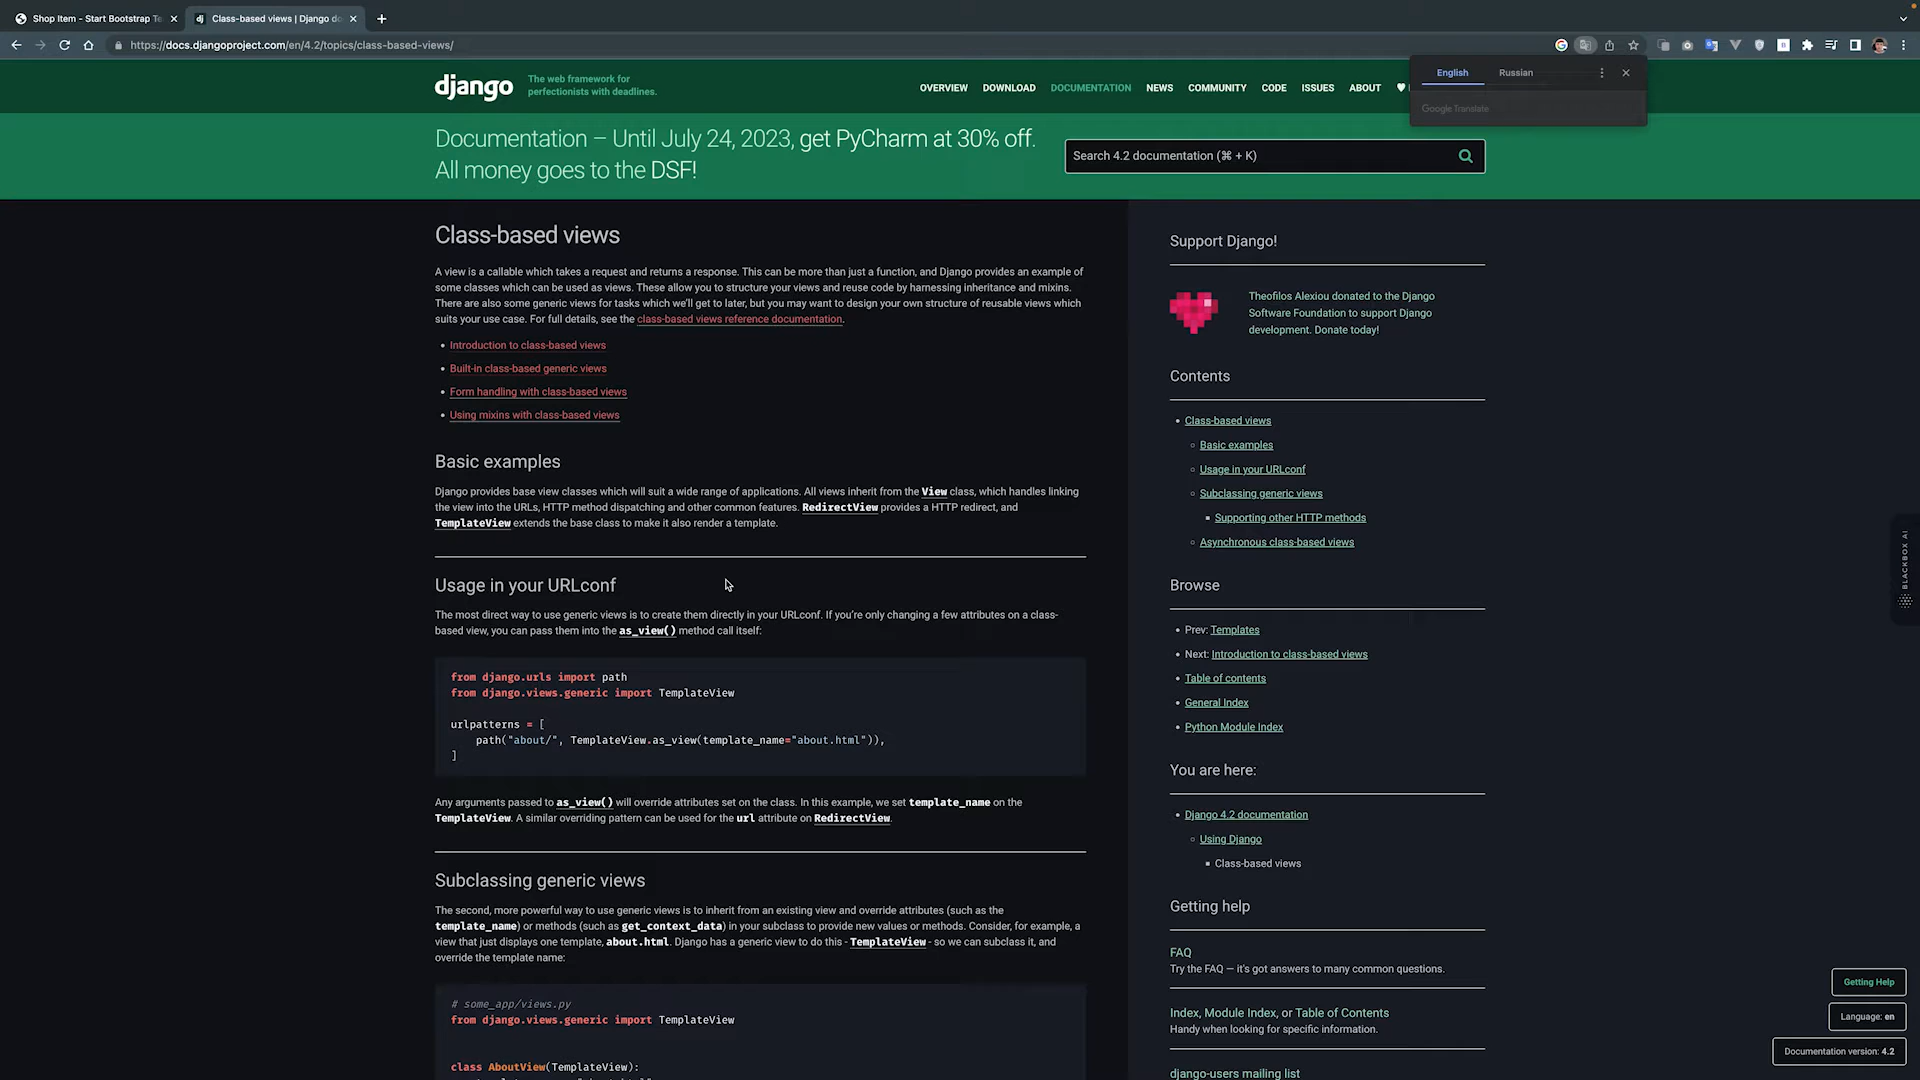 Shop Item - Start Bootstrap Te
Class-based views | Django do
https://docs.djangoproject.com/en/4.2/topics/class-based-views/
English
Russian
Google Translate
django
The web framework for
perfectionists with deadlines.
OVERVIEW
DOWNLOAD
DOCUMENTATION
NEWS
COMMUNITY
CODE
ISSUES
ABOUT
Documentation – Until July 24, 2023, get PyCharm at 30% off.
All money goes to the DSF!
Search 4.2 documentation (⌘ + K)
Class-based views
A view is a callable which takes a request and returns a response. This can be more than just a function, and Django provides an example of
some classes which can be used as views. These allow you to structure your views and reuse code by harnessing inheritance and mixins.
There are also some generic views for tasks which we'll get to later, but you may want to design your own structure of reusable views which
suits your use case. For full details, see the class-based views reference documentation.
• Introduction to class-based views
• Built-in class-based generic views
• Form handling with class-based views
• Using mixins with class-based views
Basic examples
Django provides base view classes which will suit a wide range of applications. All views inherit from the View class, which handles linking
the view into the URLs, HTTP method dispatching and other common features. RedirectView provides a HTTP redirect, and
TemplateView extends the base class to make it also render a template.
Usage in your URLconf
The most direct way to use generic views is to create them directly in your URLconf. If you're only changing a few attributes on a class-
based view, you can pass them into the as_view() method call itself:
from django.urls import path
from django.views.generic import TemplateView
urlpatterns = [
path("about/", TemplateView.as_view(template_name="about.html")),
]
Any arguments passed to as_view() will override attributes set on the class. In this example, we set template_name on the
TemplateView. A similar overriding pattern can be used for the url attribute on RedirectView.
Subclassing generic views
The second, more powerful way to use generic views is to inherit from an existing view and override attributes (such as the
template_name) or methods (such as get_context_data) in your subclass to provide new values or methods. Consider, for example, a
view that just displays one template, about.html. Django has a generic view to do this - TemplateView - so we can subclass it, and
override the template name:
# some_app/views.py
from django.views.generic import TemplateView
class AboutView(TemplateView):
Support Django!
Theofilos Alexiou donated to the Django
Software Foundation to support Django
development. Donate today!
Contents
• Class-based views
◦ Basic examples
◦ Usage in your URLconf
◦ Subclassing generic views
▪ Supporting other HTTP methods
◦ Asynchronous class-based views
Browse
• Prev: Templates
• Next: Introduction to class-based views
• Table of contents
• General Index
• Python Module Index
You are here:
• Django 4.2 documentation
◦ Using Django
▪ Class-based views
Getting help
FAQ
Try the FAQ — it's got answers to many common questions.
Index, Module Index, or Table of Contents
Handy when looking for specific information.
django-users mailing list
BLACKBOX AI
Getting Help
Language: en
Documentation version: 4.2